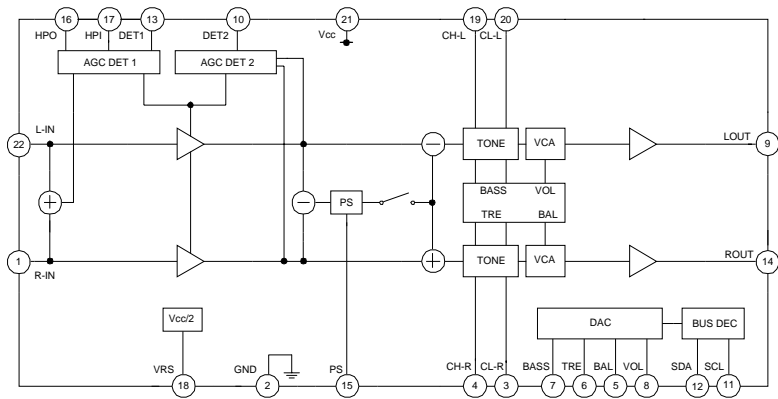 16 17 13 10 21 19 20
HPO HPI DET1 DET2 Vcc CH-L CL-L
AGC DET 1 AGC DET 2
L-IN LOUT
22 − TONE VCA 9
+ − PS BASS VOL
TRE BAL
1 + TONE VCA 14
R-IN ROUT
Vcc/2 DAC BUS DEC
VRS GND PS CH-R CL-R BASS TRE BAL VOL SDA SCL
18 2 15 4 3 7 6 5 8 12 11